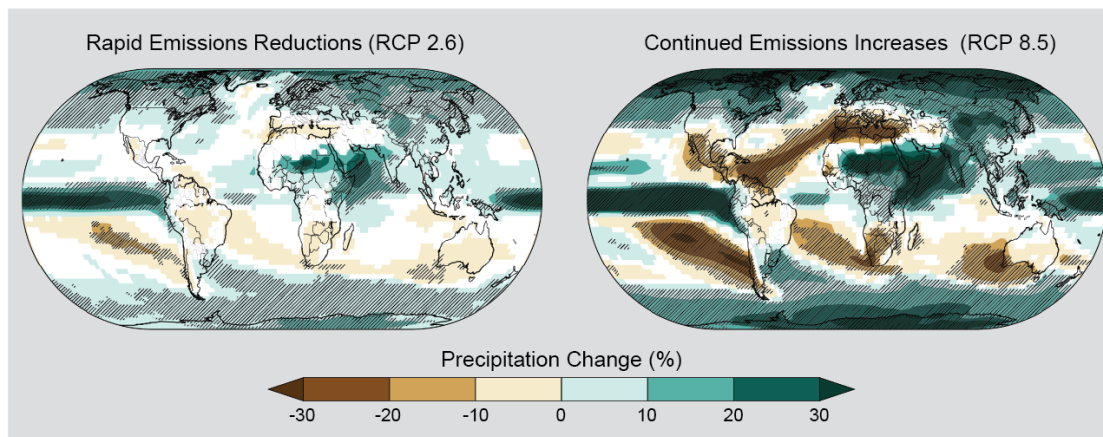 Rapid Emissions Reductions (RCP 2.6)
Continued Emissions Increases (RCP 8.5)
Precipitation Change (%)
-30 -20 -10 0 10 20 30